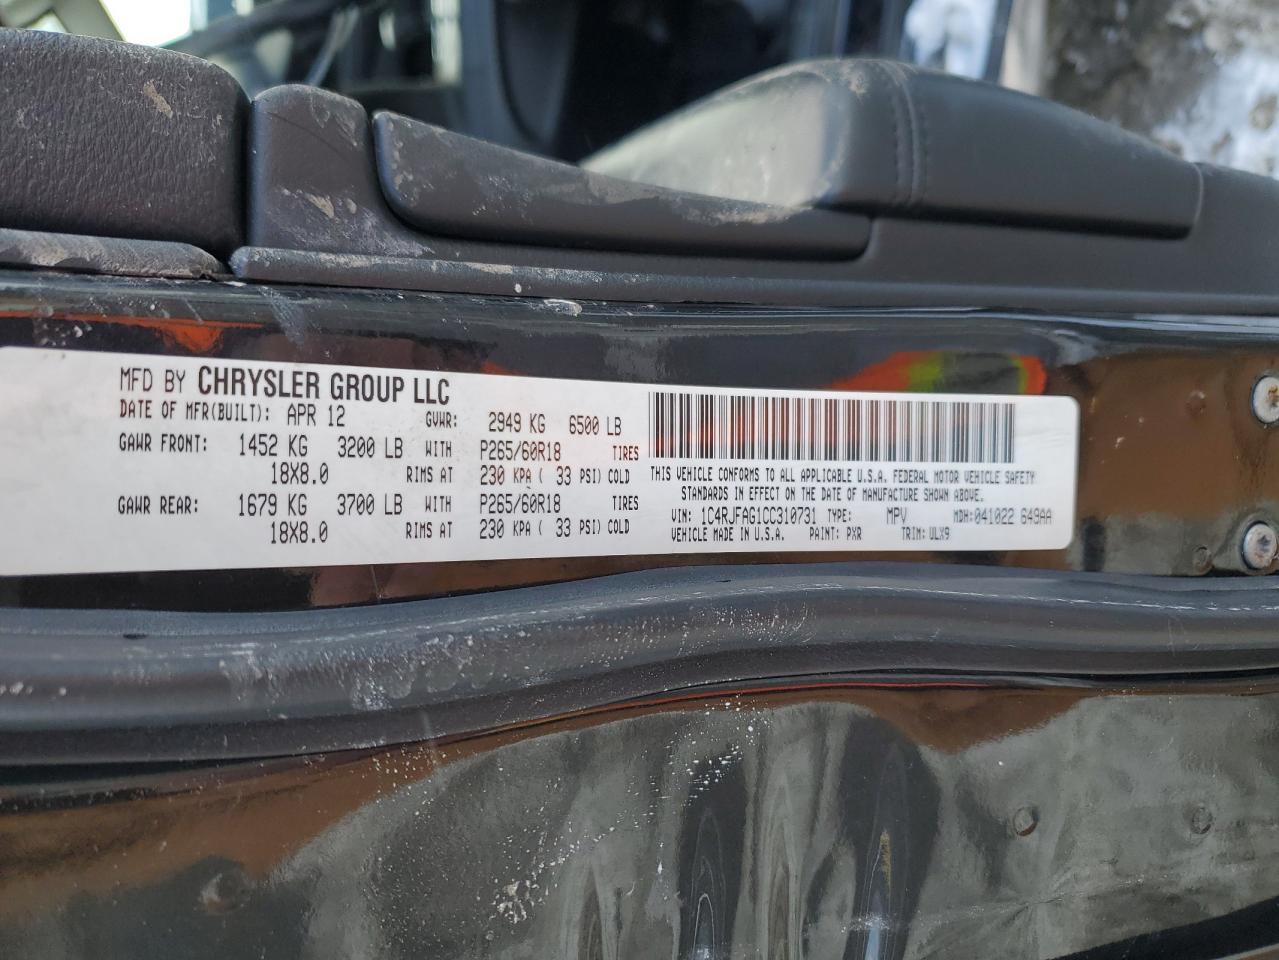 MFD BY CHRYSLER GROUP LLC
DATE OF MFR(BUILT): APR 12 GVWR: 2949 KG 6500 LB
GAWR FRONT: 1452 KG 3200 LB WITH P265/60R18 TIRES
18X8.0 RIMS AT 230 KPA ( 33 PSI) COLD
GAWR REAR: 1679 KG 3700 LB WITH P265/60R18 TIRES
18X8.0 RIMS AT 230 KPA ( 33 PSI) COLD
THIS VEHICLE CONFORMS TO ALL APPLICABLE U.S.A. FEDERAL MOTOR VEHICLE SAFETY
STANDARDS IN EFFECT ON THE DATE OF MANUFACTURE SHOWN ABOVE.
VIN: 1C4RJFAG1CC310731 TYPE: MPV MDH: 041022 649AA
VEHICLE MADE IN U.S.A. PAINT: PXR TRIM: ULX9